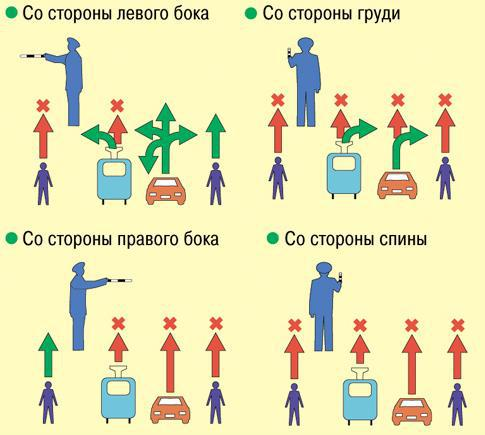 Со стороны левого бока
Со стороны груди
Со стороны правого бока
Со стороны спины